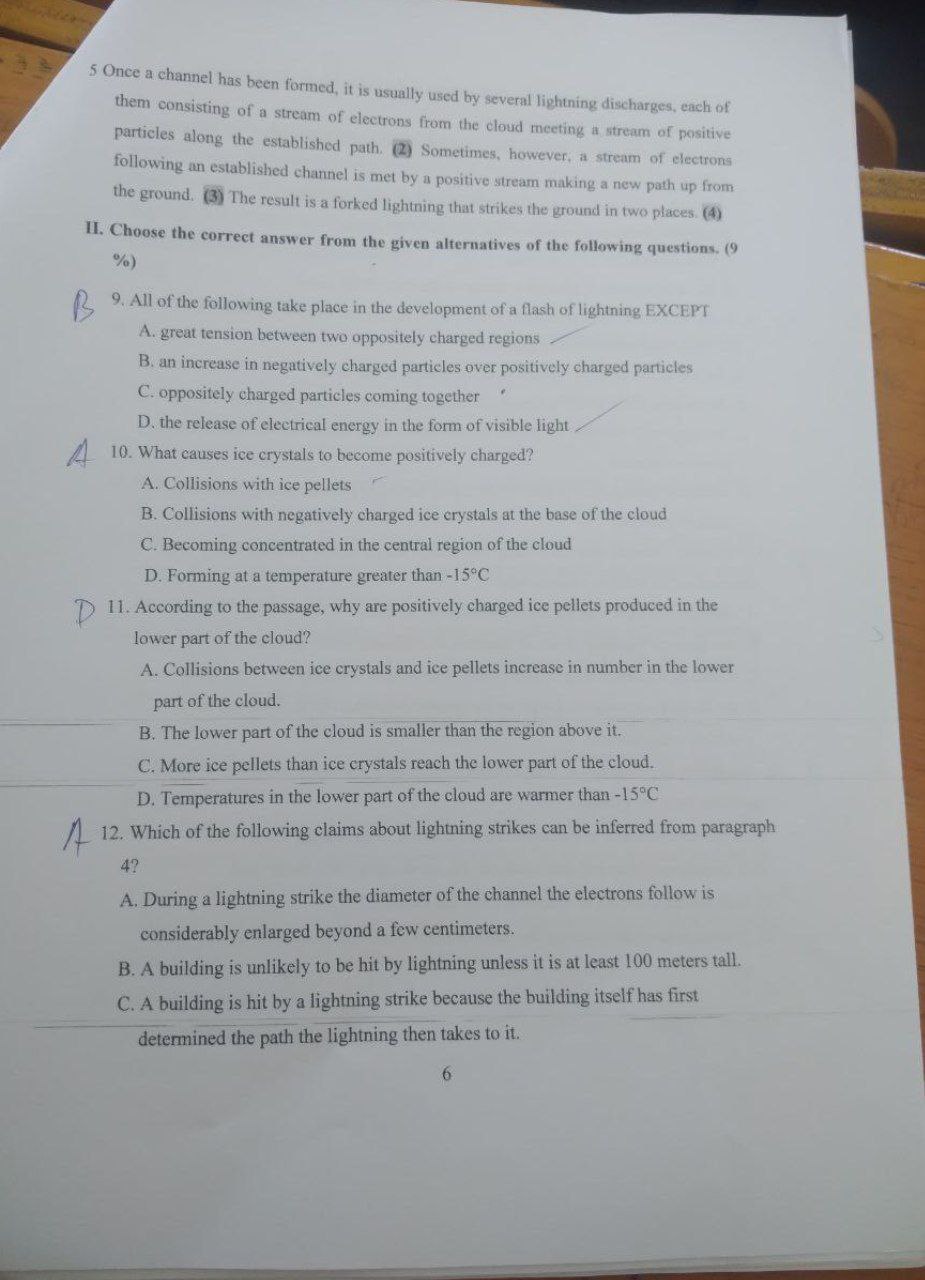 5 Once a channel has been formed, it is usually used by several lightning discharges, each of
them consisting of a stream of electrons from the cloud meeting a stream of positive
particles along the established path. (2) Sometimes, however, a stream of electrons
following an established channel is met by a positive stream making a new path up from
the ground. (3) The result is a forked lightning that strikes the ground in two places. (4)
II. Choose the correct answer from the given alternatives of the following questions. (9
%)
B 9. All of the following take place in the development of a flash of lightning EXCEPT
A. great tension between two oppositely charged regions
B. an increase in negatively charged particles over positively charged particles
C. oppositely charged particles coming together
D. the release of electrical energy in the form of visible light
A 10. What causes ice crystals to become positively charged?
A. Collisions with ice pellets
B. Collisions with negatively charged ice crystals at the base of the cloud
C. Becoming concentrated in the central region of the cloud
D. Forming at a temperature greater than -15°C
D 11. According to the passage, why are positively charged ice pellets produced in the
lower part of the cloud?
A. Collisions between ice crystals and ice pellets increase in number in the lower
part of the cloud.
B. The lower part of the cloud is smaller than the region above it.
C. More ice pellets than ice crystals reach the lower part of the cloud.
D. Temperatures in the lower part of the cloud are warmer than -15°C
A 12. Which of the following claims about lightning strikes can be inferred from paragraph
4?
A. During a lightning strike the diameter of the channel the electrons follow is
considerably enlarged beyond a few centimeters.
B. A building is unlikely to be hit by lightning unless it is at least 100 meters tall.
C. A building is hit by a lightning strike because the building itself has first
determined the path the lightning then takes to it.
6